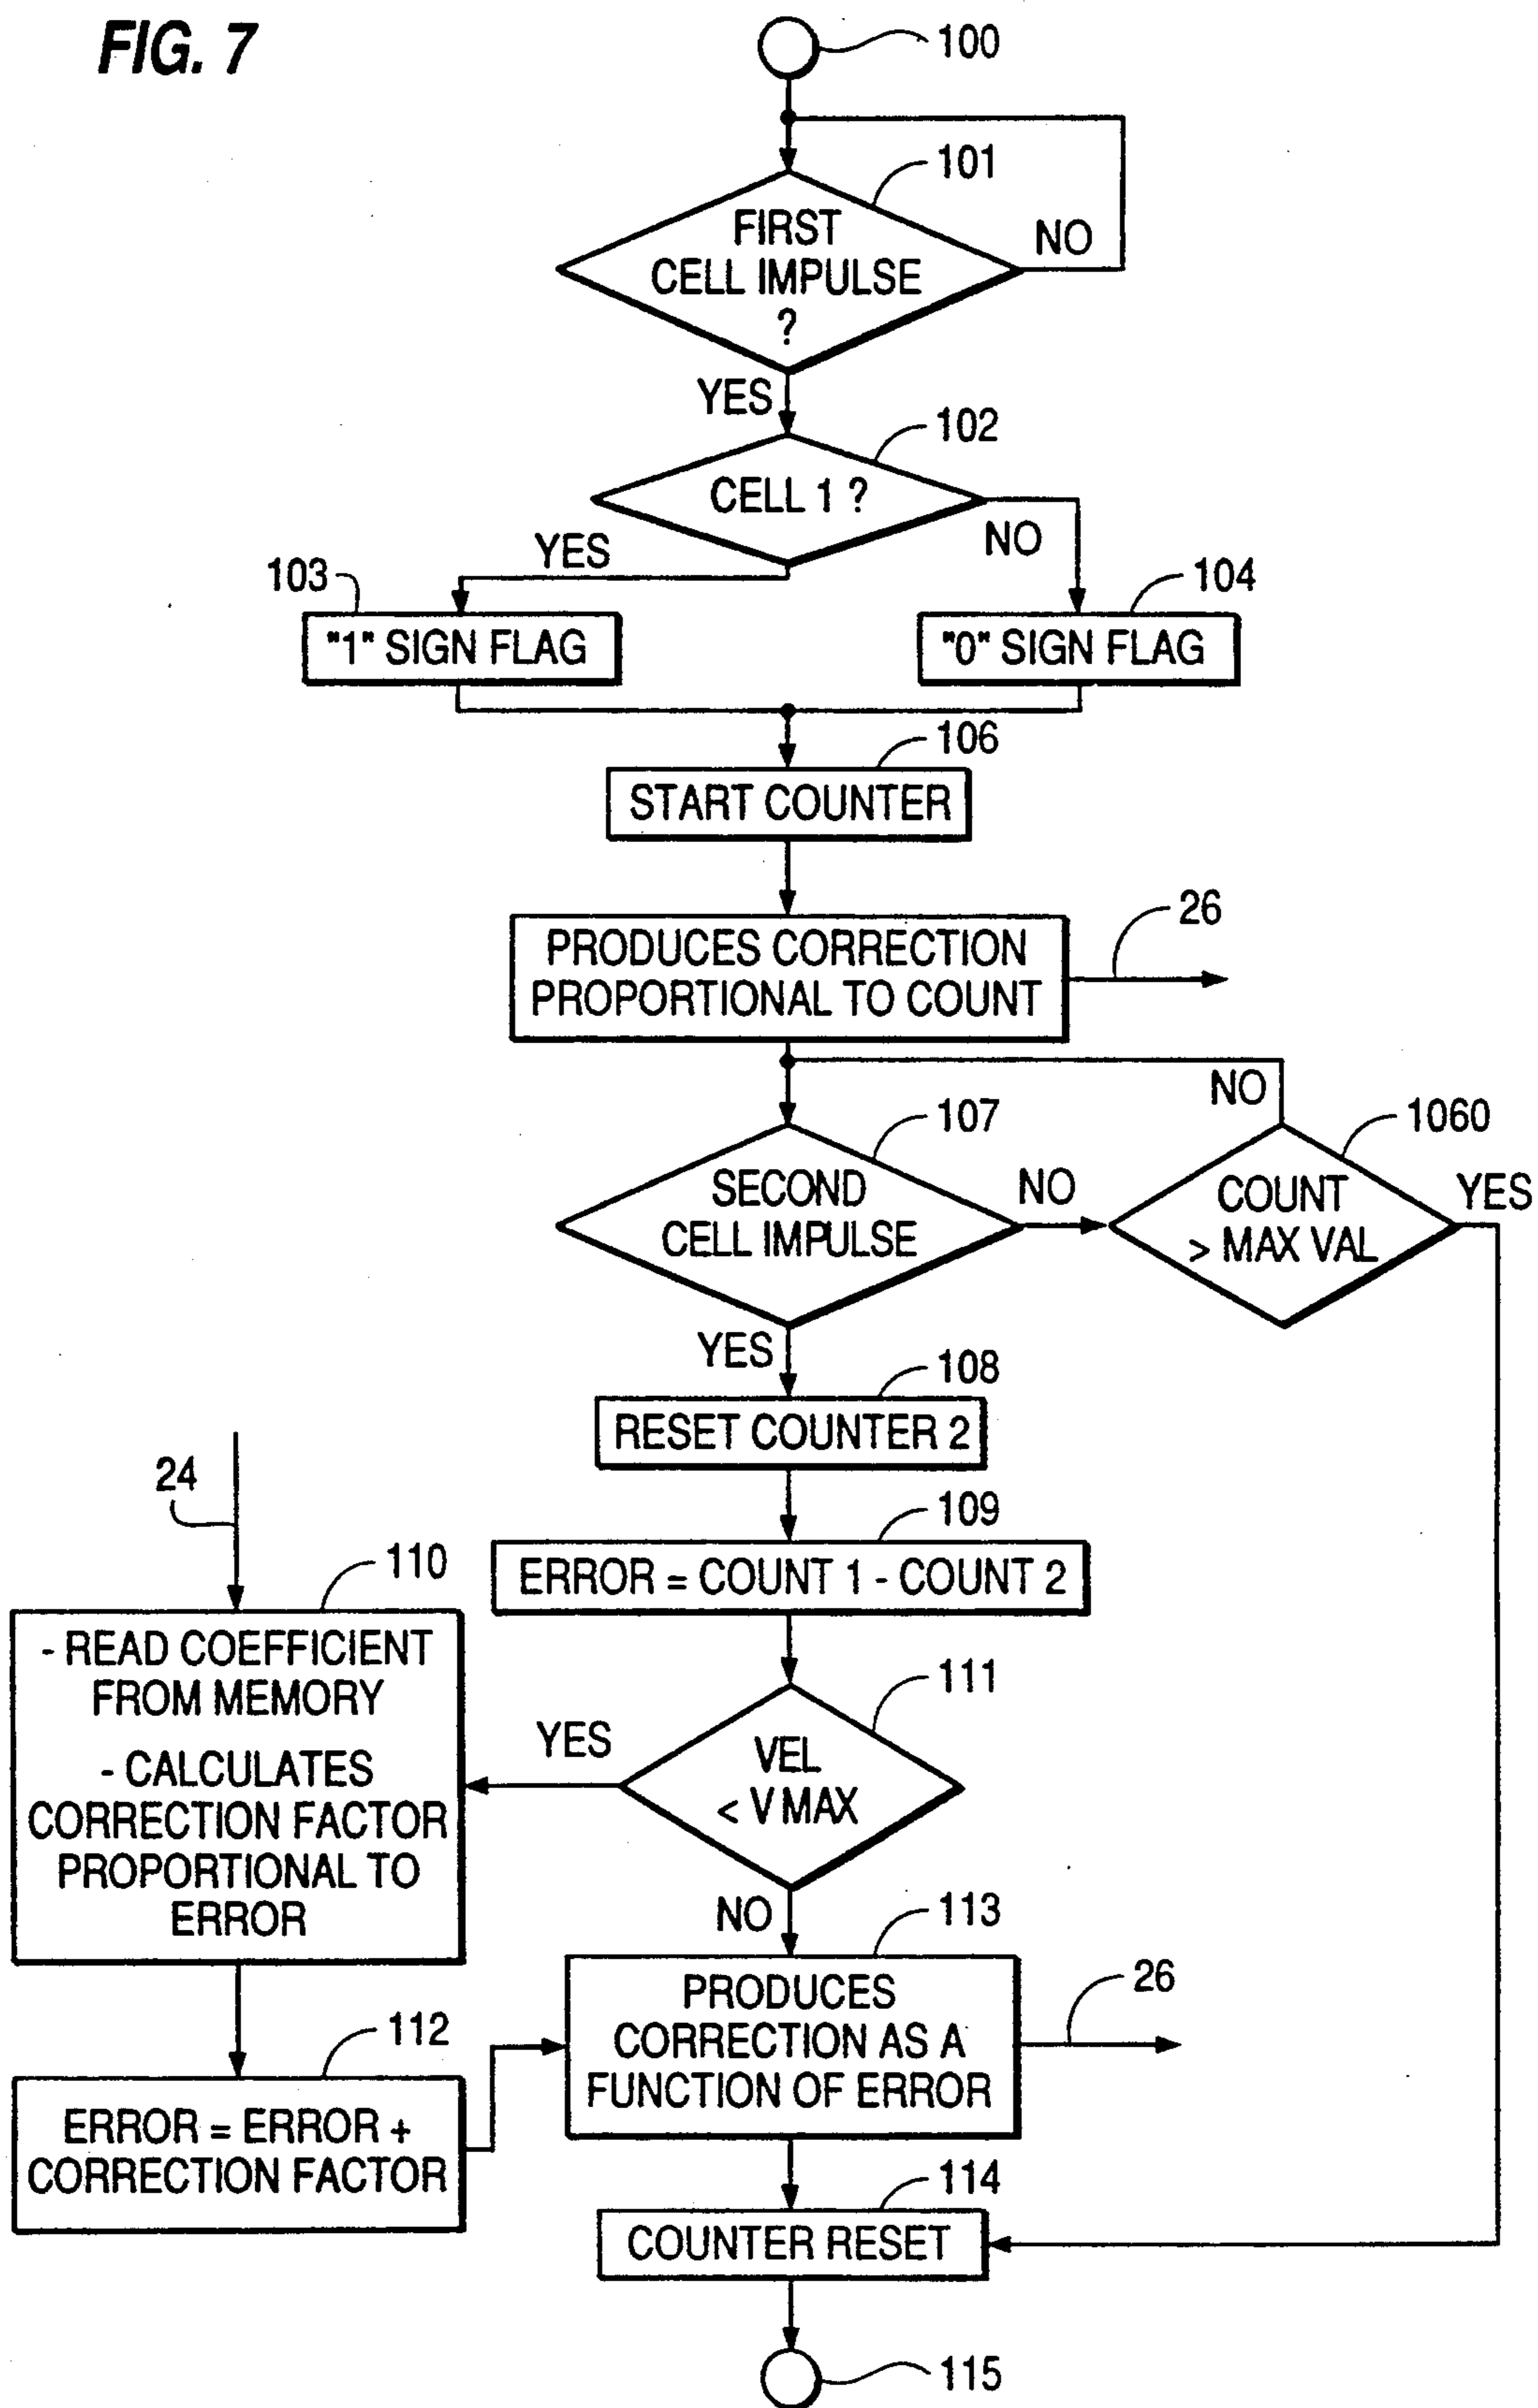 FIG. 7
100
101
FIRST
CELL IMPULSE
?
NO
YES
102
CELL 1 ?
YES
NO
103
104
"1" SIGN FLAG
"0" SIGN FLAG
106
START COUNTER
26
PRODUCES CORRECTION
PROPORTIONAL TO COUNT
NO
107
1060
SECOND
CELL IMPULSE
NO
COUNT
> MAX VAL
YES
YES
108
RESET COUNTER 2
24
109
ERROR = COUNT 1 - COUNT 2
110
- READ COEFFICIENT
FROM MEMORY
- CALCULATES
CORRECTION FACTOR
PROPORTIONAL TO
ERROR
111
YES
VEL
< V MAX
NO
113
PRODUCES
CORRECTION AS A
FUNCTION OF ERROR
26
112
ERROR = ERROR +
CORRECTION FACTOR
114
COUNTER RESET
115